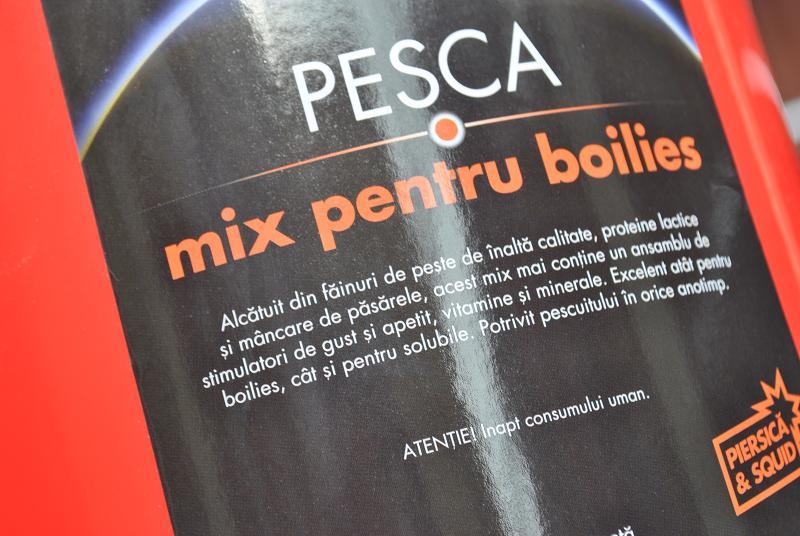 PESCA
mix pentru boilies
Alcătuit din făinuri de pește de înaltă calitate, proteine lactice
și mâncare de păsărele, acest mix mai conține un ansamblu de
stimulatori de gust și apetit, vitamine și minerale. Excelent atât pentru
boilies, cât și pentru solubile. Potrivit pescuitului în orice anotimp.
ATENȚIE! Inapt consumului uman.
PIERSICĂ
& SQUID